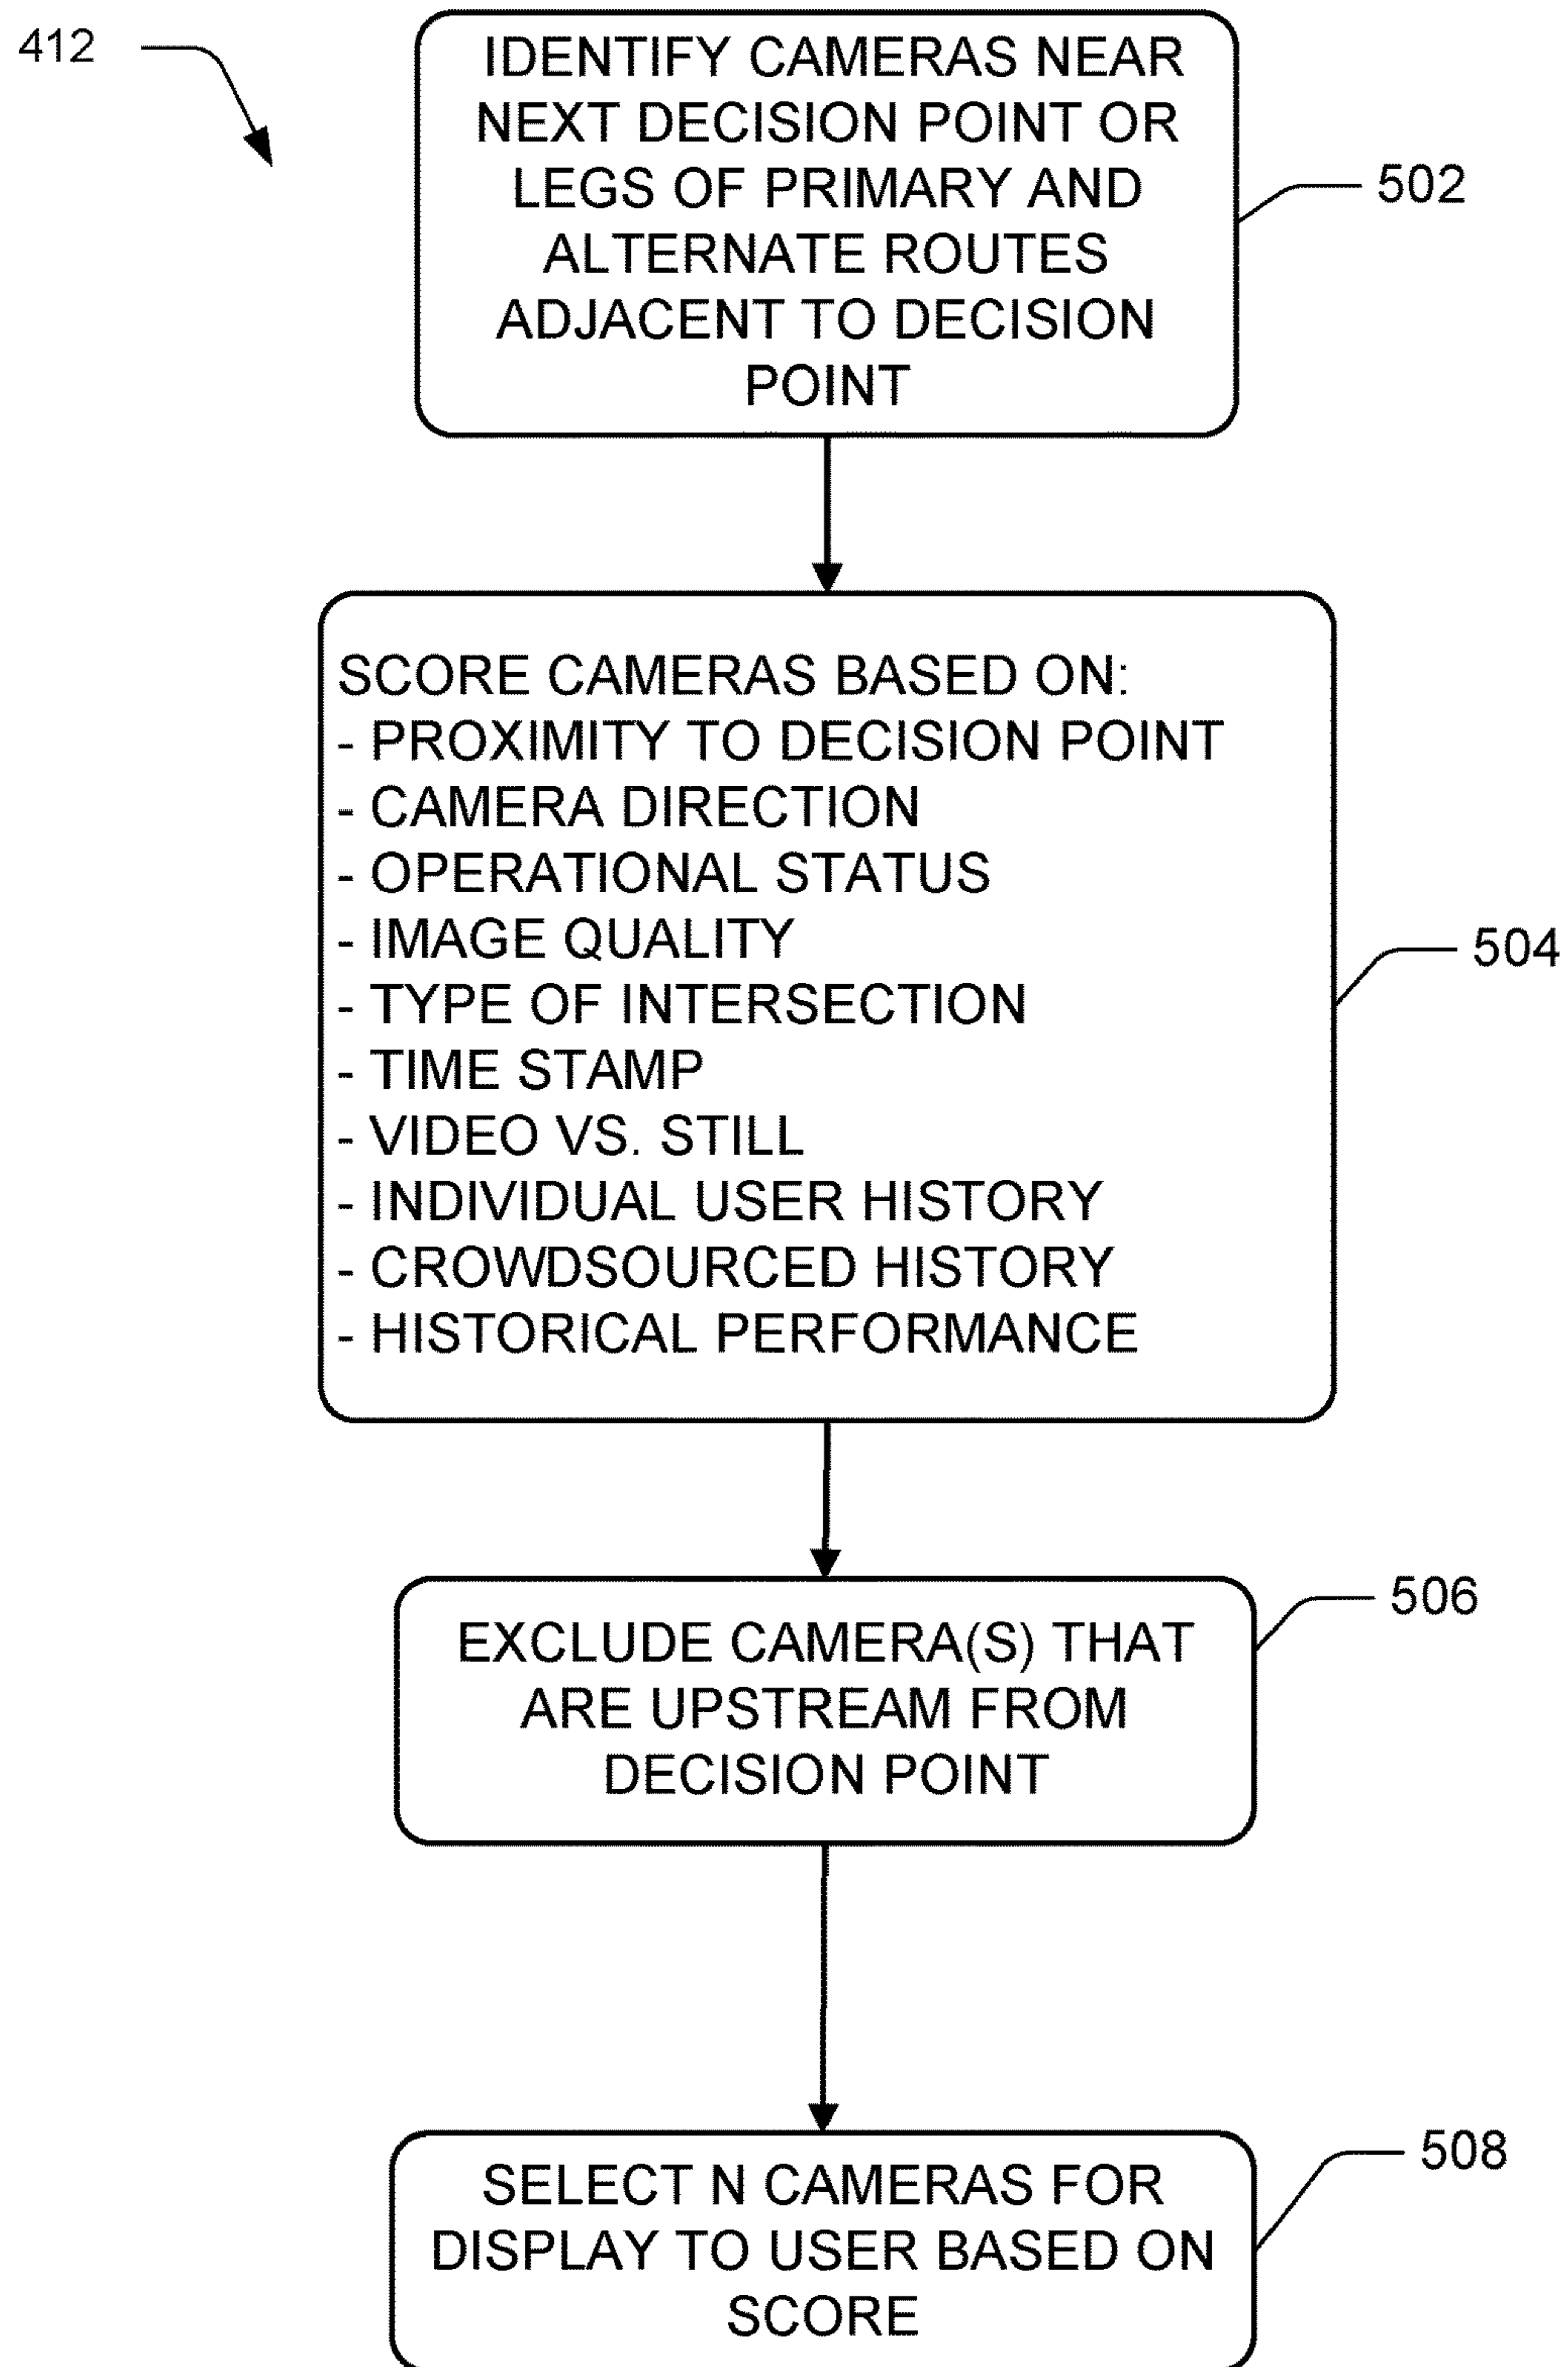 412
IDENTIFY CAMERAS NEAR
NEXT DECISION POINT OR
LEGS OF PRIMARY AND
ALTERNATE ROUTES
ADJACENT TO DECISION
POINT
502
SCORE CAMERAS BASED ON:
- PROXIMITY TO DECISION POINT
- CAMERA DIRECTION
- OPERATIONAL STATUS
- IMAGE QUALITY
- TYPE OF INTERSECTION
- TIME STAMP
- VIDEO VS. STILL
- INDIVIDUAL USER HISTORY
- CROWDSOURCED HISTORY
- HISTORICAL PERFORMANCE
504
EXCLUDE CAMERA(S) THAT
ARE UPSTREAM FROM
DECISION POINT
506
SELECT N CAMERAS FOR
DISPLAY TO USER BASED ON
SCORE
508